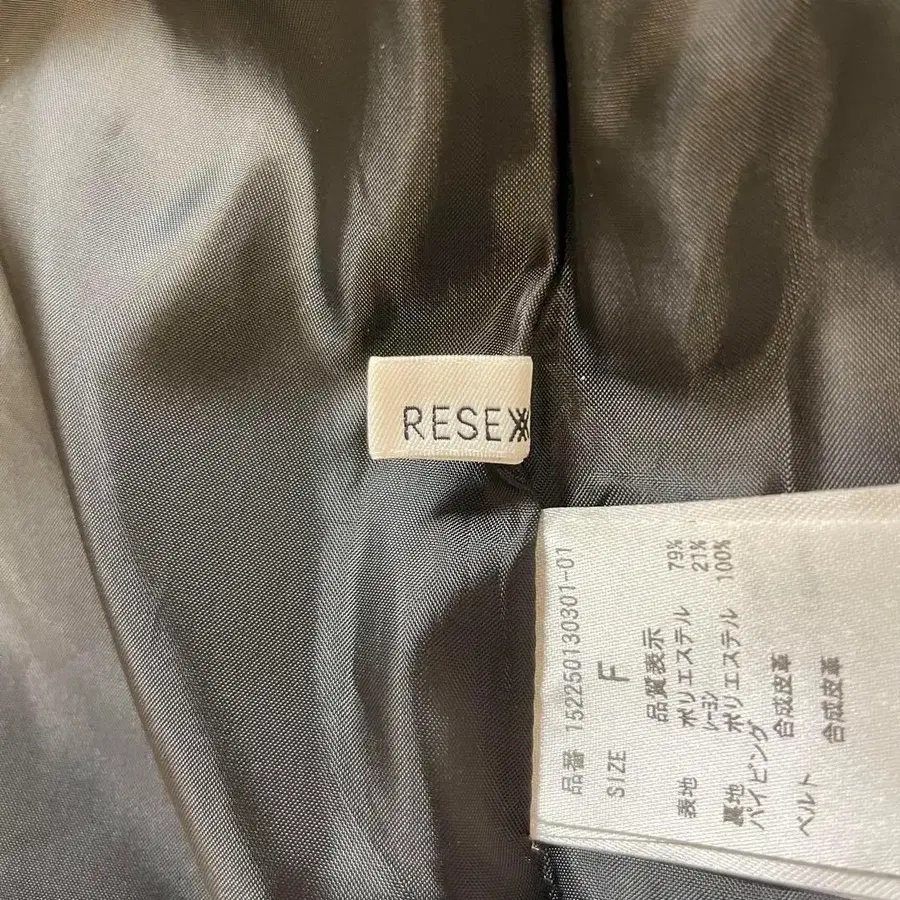 RESEXXY
品番 152250130301-01
SIZE F
品質表示
表地 ポリエステル 79%
レーヨン 21%
裏地 ポリエステル 100%
パイピング
合成皮革
ベルト
合成皮革